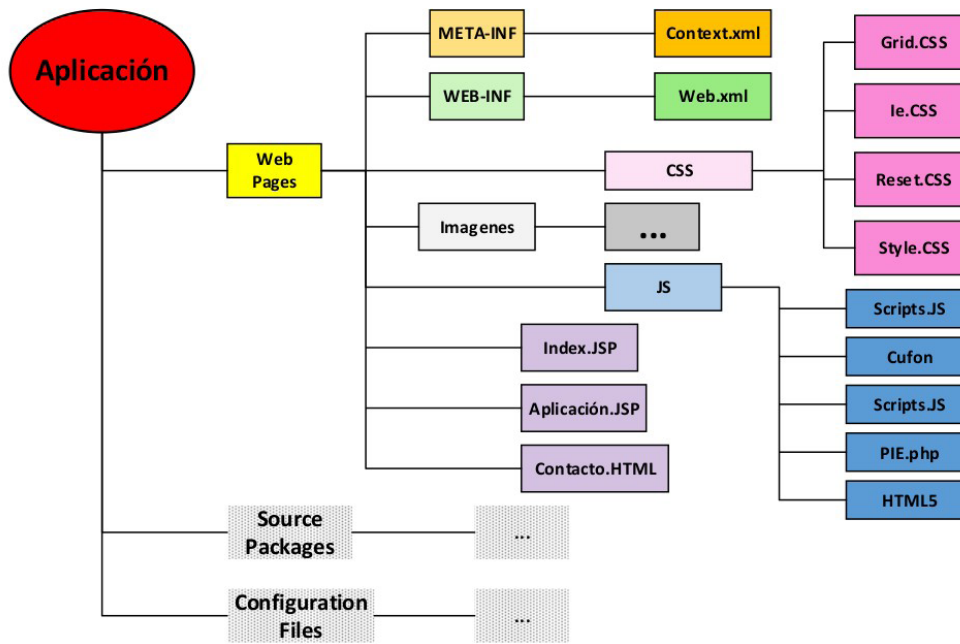 Aplicación
META-INF
Context.xml
WEB-INF
Web.xml
Web
Pages
CSS
Grid.CSS
Ie.CSS
Reset.CSS
Style.CSS
Imagenes
...
JS
Scripts.JS
Cufon
Scripts.JS
PIE.php
HTML5
Index.JSP
Aplicación.JSP
Contacto.HTML
Source
Packages
...
Configuration
Files
...